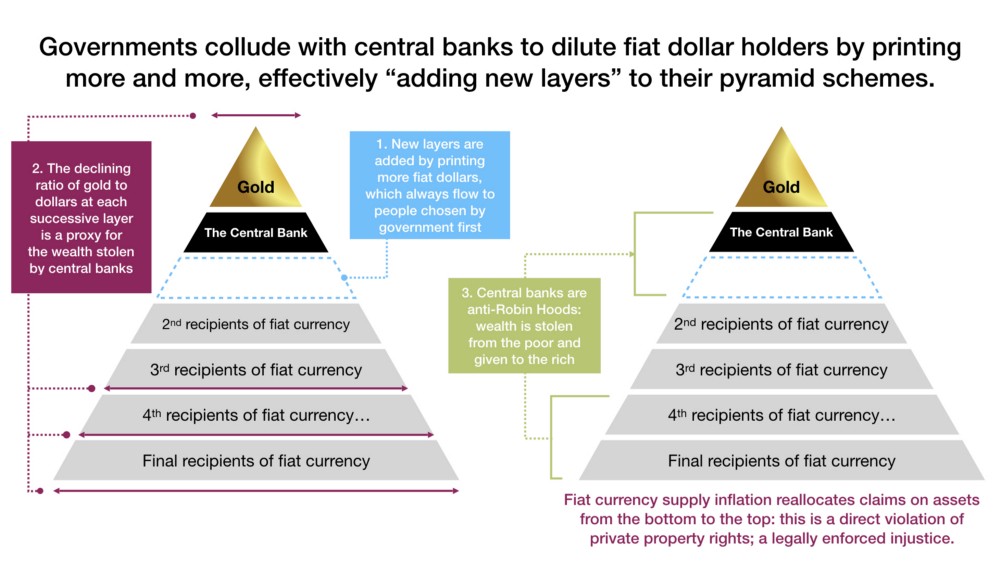 Governments collude with central banks to dilute fiat dollar holders by printing
more and more, effectively “adding new layers” to their pyramid schemes.
2. The declining
ratio of gold to
dollars at each
successive layer
is a proxy for
the wealth stolen
by central banks
Gold
The Central Bank
2nd recipients of fiat currency
3rd recipients of fiat currency
4th recipients of fiat currency…
Final recipients of fiat currency
1. New layers are
added by printing
more fiat dollars,
which always flow to
people chosen by
government first
3. Central banks are
anti-Robin Hoods:
wealth is stolen
from the poor and
given to the rich
Gold
The Central Bank
2nd recipients of fiat currency
3rd recipients of fiat currency
4th recipients of fiat currency…
Final recipients of fiat currency
Fiat currency supply inflation reallocates claims on assets
from the bottom to the top: this is a direct violation of
private property rights; a legally enforced injustice.